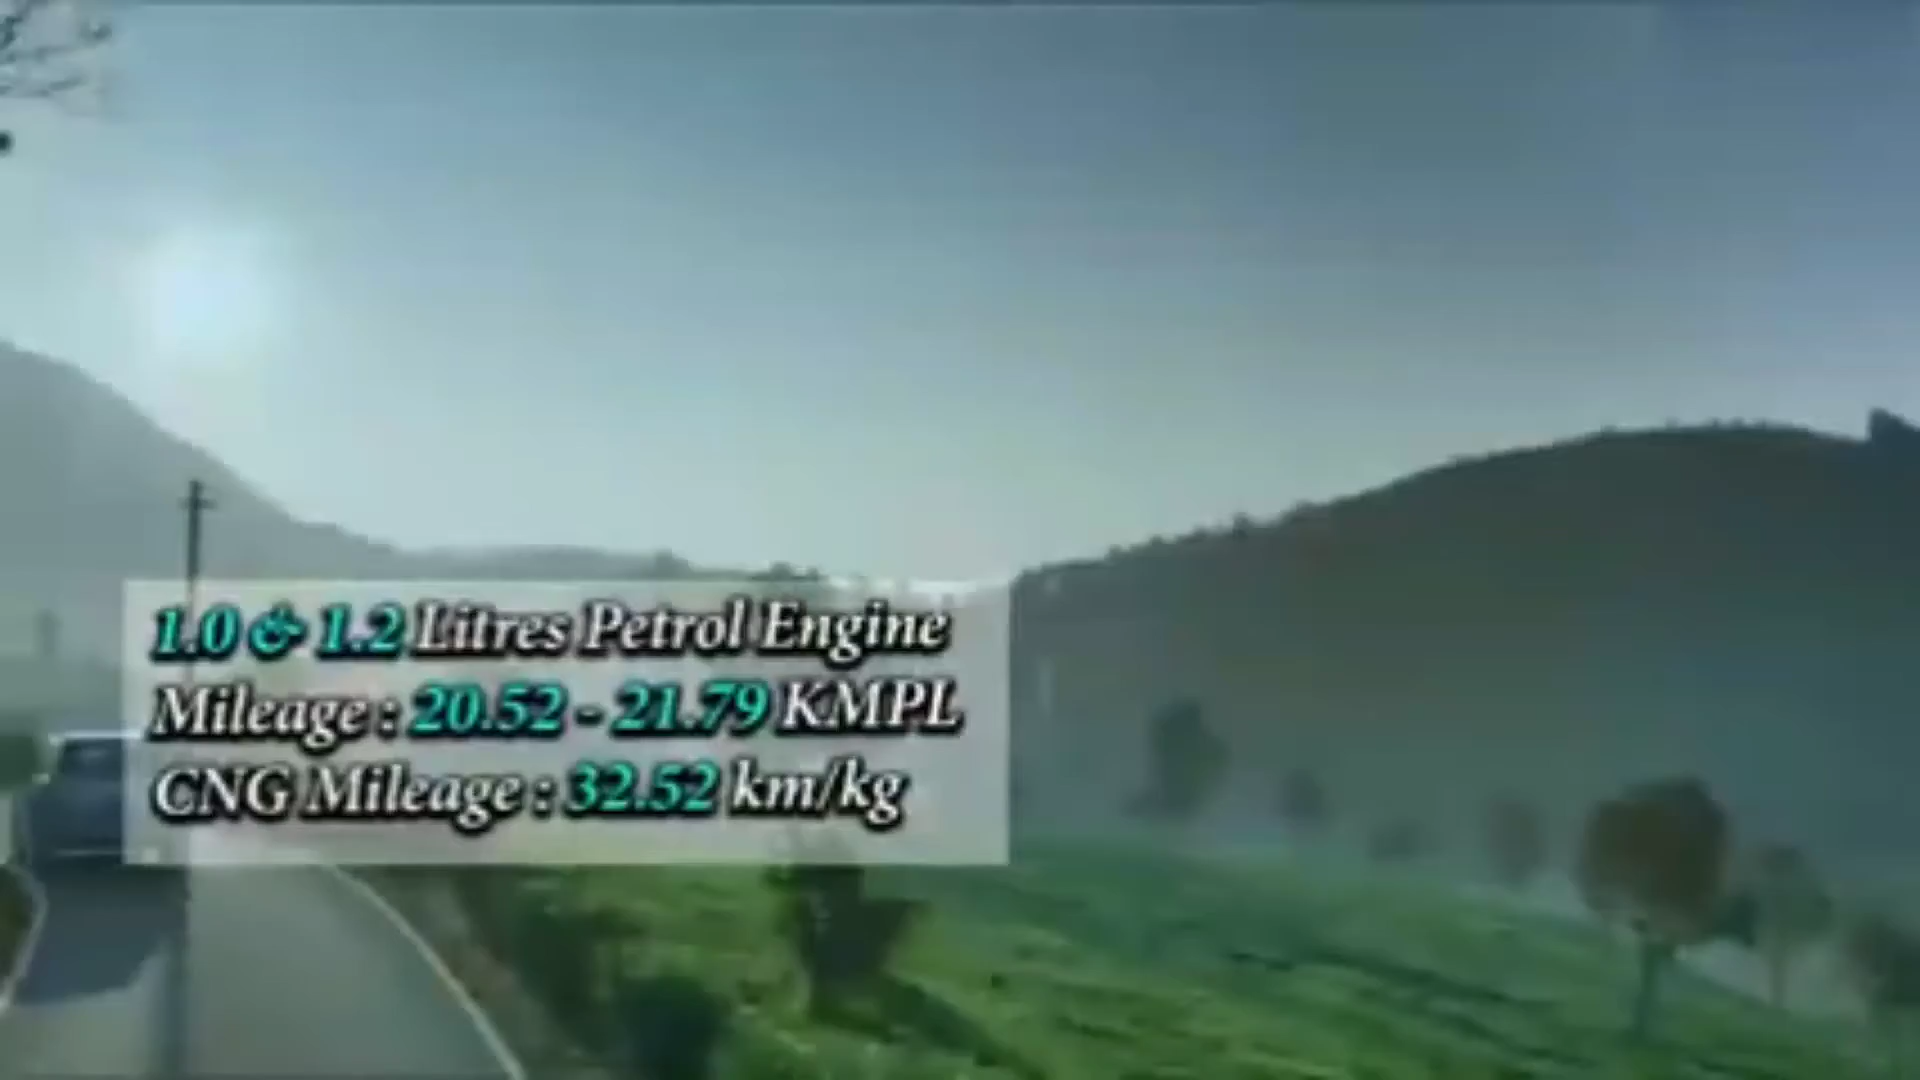 1.0 & 1.2 Litres Petrol Engine
Mileage : 20.52 - 21.79 KMPL
CNG Mileage : 32.52 km/kg